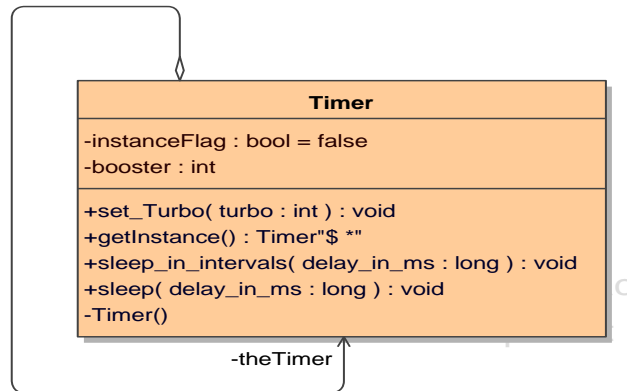 Timer
-instanceFlag : bool = false
-booster : int
+set_Turbo( turbo : int ) : void
+getInstance() : Timer"$ *"
+sleep_in_intervals( delay_in_ms : long ) : void
+sleep( delay_in_ms : long ) : void
-Timer()
-theTimer